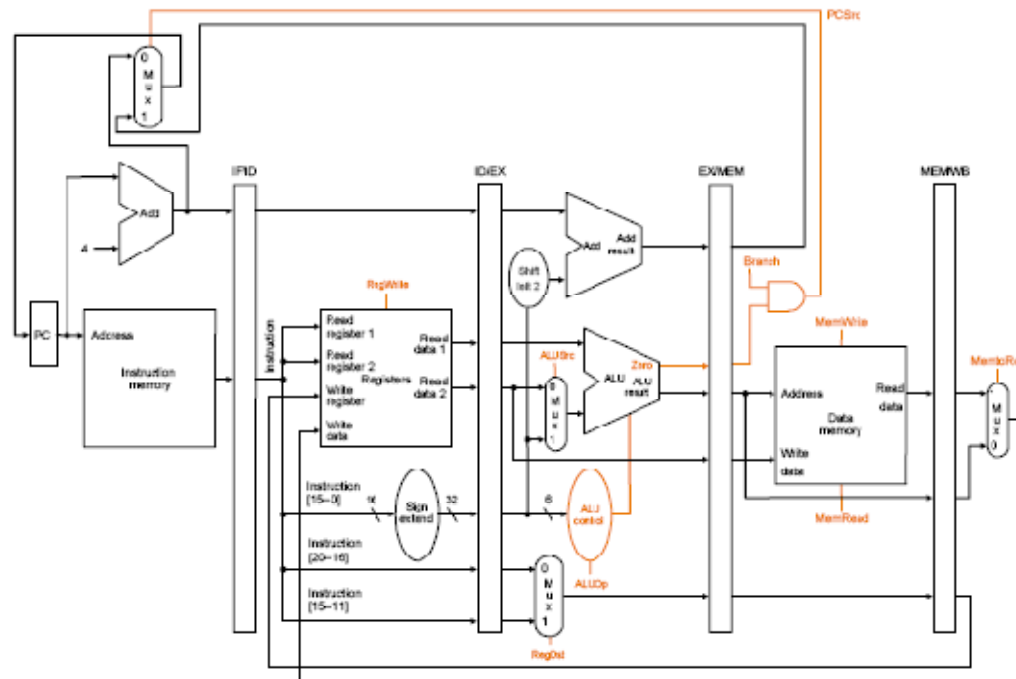 PCSrc
0
M
u
x
1
IF/ID
ID/EX
EX/MEM
MEM/WB
Add
4
Add
Add
result
Shift
left 2
Branch
RegWrite
PC
Address
Instruction
memory
Instruction
Read
register 1
Read
register 2
Write
register
Write
data
Registers
Read
data 1
Read
data 2
ALUSrc
0
M
u
x
1
Zero
ALU
ALU
result
MemWrite
Address
Read
data
Data
memory
Write
data
MemRead
MemtoRe
M
u
x
0
Instruction
[15–0]
16
Sign
extend
32
6
ALU
control
ALUOp
Instruction
[20–16]
Instruction
[15–11]
0
M
u
x
1
RegDst